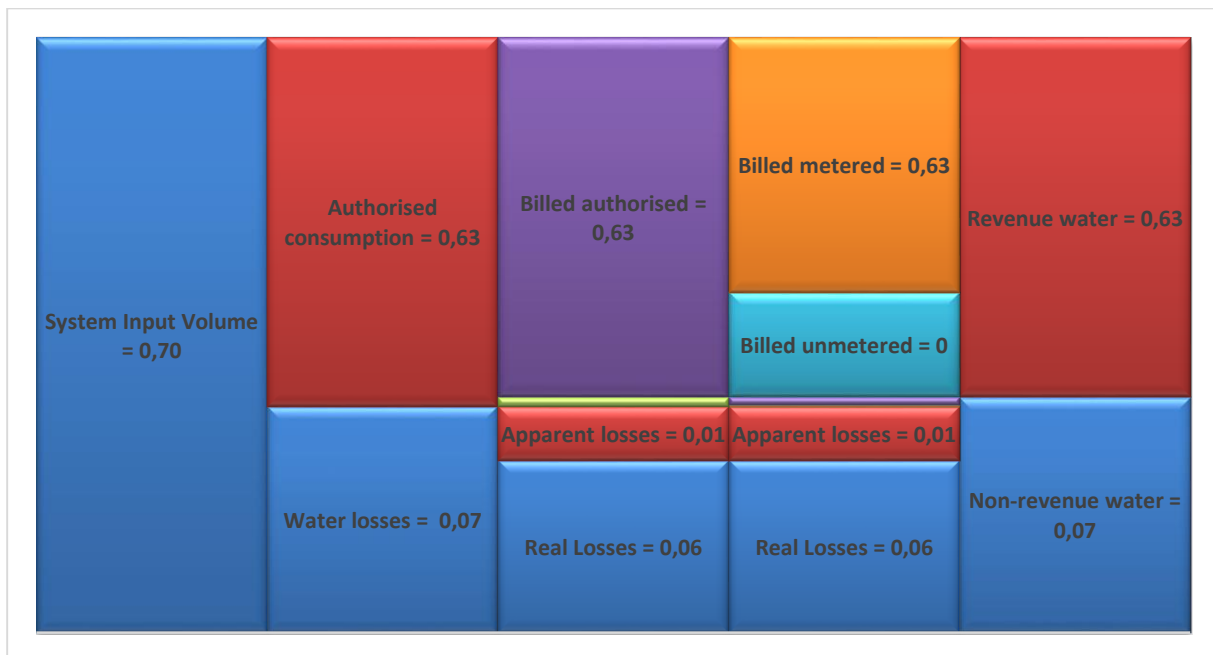 System Input Volume
= 0,70
Authorised
consumption = 0,63
Water losses =  0,07
Billed authorised =
0,63
Apparent losses = 0,01
Real Losses = 0,06
Billed metered = 0,63
Billed unmetered = 0
Apparent losses = 0,01
Real Losses = 0,06
Revenue water = 0,63
Non-revenue water =
0,07